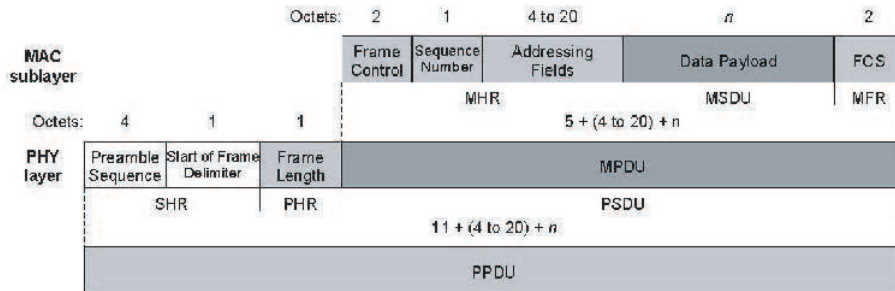 Octets: 2 1 4 to 20 n 2
MAC sublayer
Frame Control
Sequence Number
Addressing Fields
Data Payload
FCS
MHR MSDU MFR
Octets: 4 1 1 5 + (4 to 20) + n
PHY layer
Preamble Sequence
Start of Frame Delimiter
Frame Length
MPDU
SHR PHR PSDU
11 + (4 to 20) + n
PPDU